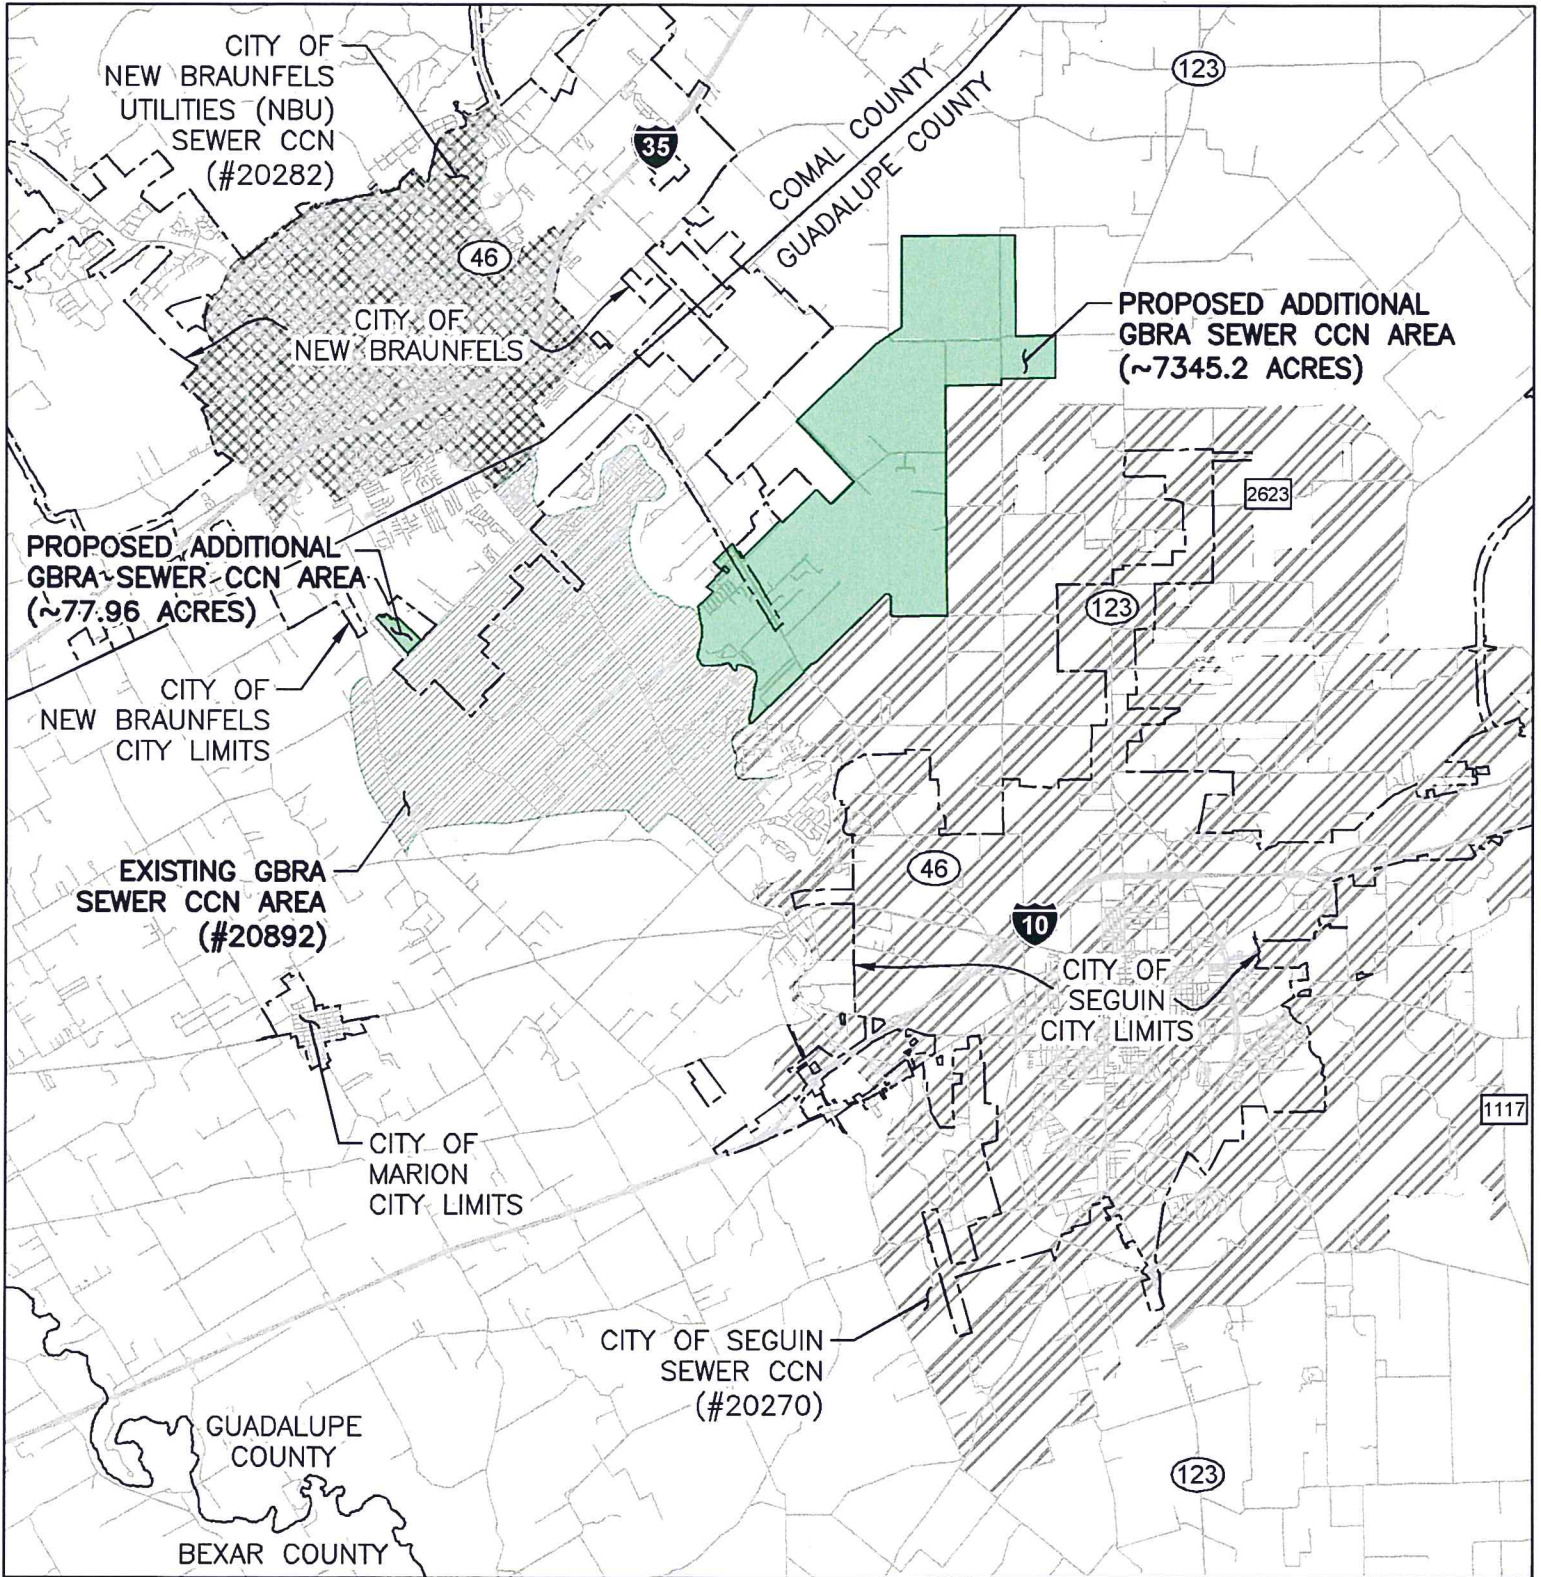 CITY OF
NEW BRAUNFELS
UTILITIES (NBU)
SEWER CCN
(#20282)
35
123
COMAL COUNTY
GUADALUPE COUNTY
46
CITY OF
NEW BRAUNFELS
PROPOSED ADDITIONAL
GBRA SEWER CCN AREA
(~7345.2 ACRES)
2623
PROPOSED ADDITIONAL
GBRA SEWER CCN AREA
(~77.96 ACRES)
123
CITY OF
NEW BRAUNFELS
CITY LIMITS
EXISTING GBRA
SEWER CCN AREA
(#20892)
46
10
CITY OF
SEGUIN
CITY LIMITS
1117
CITY OF
MARION
CITY LIMITS
CITY OF SEGUIN
SEWER CCN
(#20270)
GUADALUPE
COUNTY
123
BEXAR COUNTY